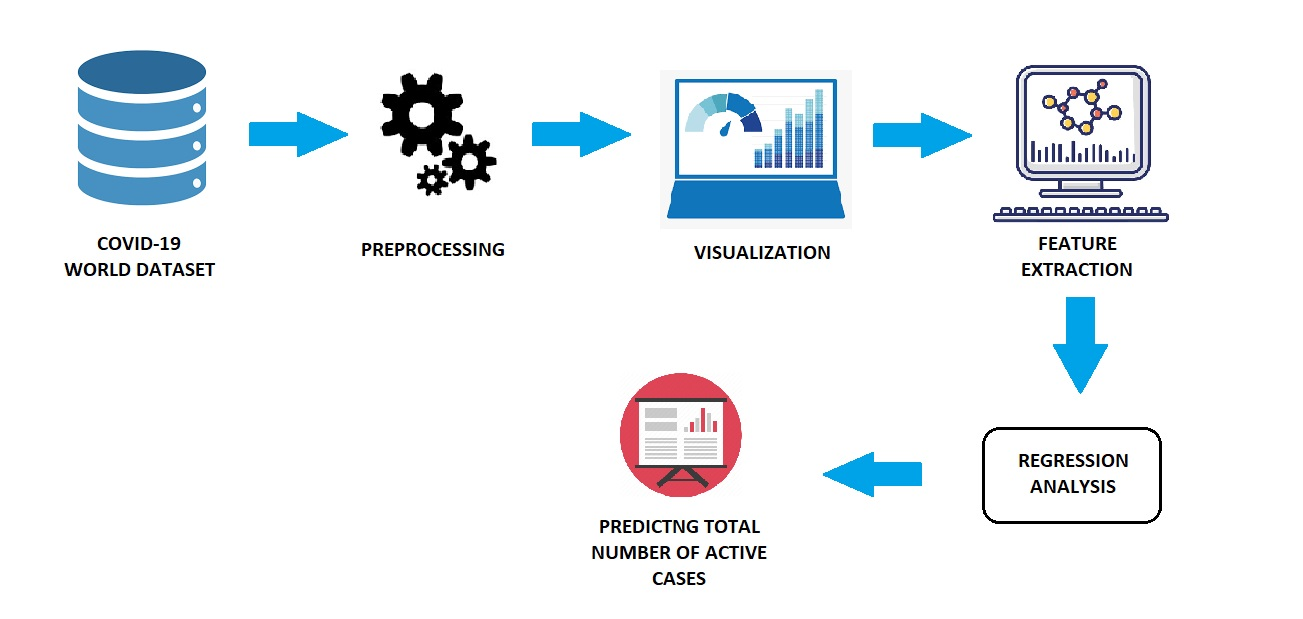 COVID-19
WORLD DATASET
PREPROCESSING
VISUALIZATION
FEATURE
EXTRACTION
REGRESSION
ANALYSIS
PREDICTNG TOTAL
NUMBER OF ACTIVE
CASES